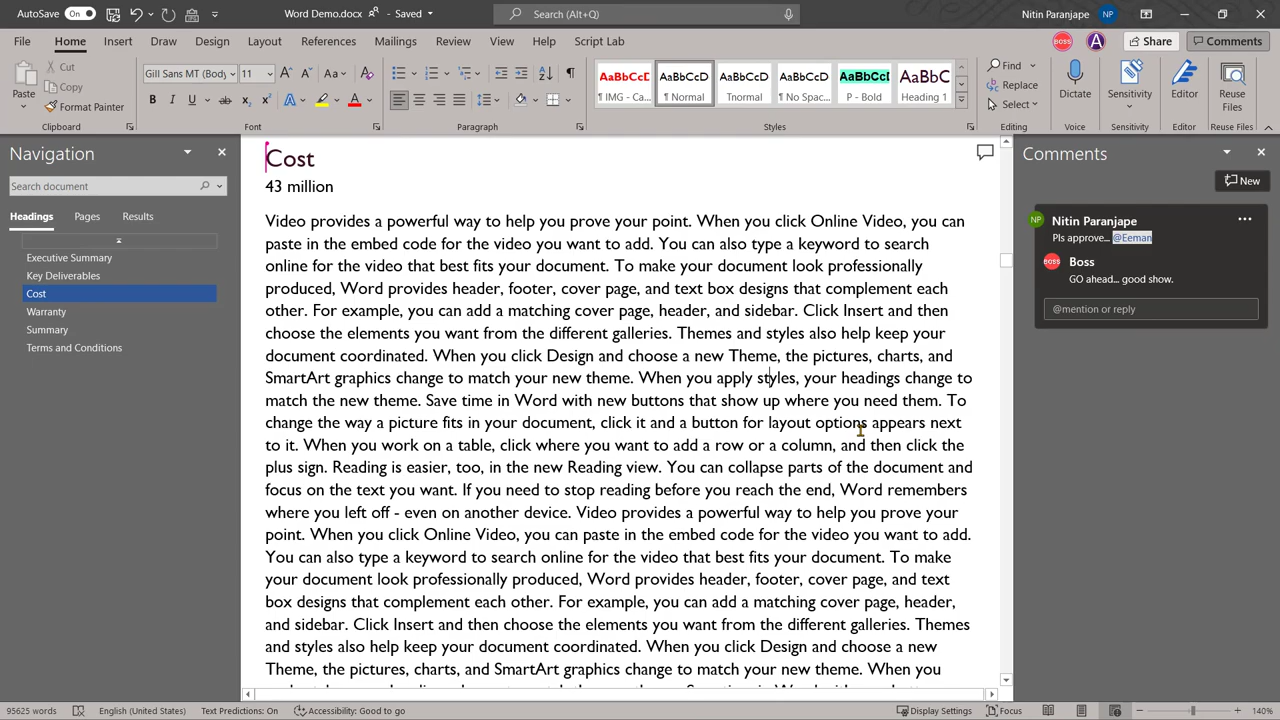 AutoSave On
Word Demo.docx - Saved
Search (Alt+Q)
Nitin Paranjape NP
File Home Insert Draw Design Layout References Mailings Review View Help Script Lab
BOSS A Share Comments
Paste
Cut
Copy
Format Painter
Clipboard
Gill Sans MT (Body) 11
Font
Paragraph
AaBbCcD
¶ IMG - Ca...
AaBbCcD
¶ Normal
AaBbCcD
Tnormal
AaBbCcD
¶ No Spac...
AaBbCcI
P - Bold
AaBbC
Heading 1
Styles
Find
Replace
Select
Editing
Dictate
Voice
Sensitivity
Sensitivity
Editor
Editor
Reuse
Files
Reuse Files
Navigation
Search document
Headings Pages Results
Executive Summary
Key Deliverables
Cost
Warranty
Summary
Terms and Conditions
Cost
43 million
Video provides a powerful way to help you prove your point. When you click Online Video, you can
paste in the embed code for the video you want to add. You can also type a keyword to search
online for the video that best fits your document. To make your document look professionally
produced, Word provides header, footer, cover page, and text box designs that complement each
other. For example, you can add a matching cover page, header, and sidebar. Click Insert and then
choose the elements you want from the different galleries. Themes and styles also help keep your
document coordinated. When you click Design and choose a new Theme, the pictures, charts, and
SmartArt graphics change to match your new theme. When you apply styles, your headings change to
match the new theme. Save time in Word with new buttons that show up where you need them. To
change the way a picture fits in your document, click it and a button for layout options appears next
to it. When you work on a table, click where you want to add a row or a column, and then click the
plus sign. Reading is easier, too, in the new Reading view. You can collapse parts of the document and
focus on the text you want. If you need to stop reading before you reach the end, Word remembers
where you left off - even on another device. Video provides a powerful way to help you prove your
point. When you click Online Video, you can paste in the embed code for the video you want to add.
You can also type a keyword to search online for the video that best fits your document. To make
your document look professionally produced, Word provides header, footer, cover page, and text
box designs that complement each other. For example, you can add a matching cover page, header,
and sidebar. Click Insert and then choose the elements you want from the different galleries. Themes
and styles also help keep your document coordinated. When you click Design and choose a new
Theme, the pictures, charts, and SmartArt graphics change to match your new theme. When you
Comments
New
NP Nitin Paranjape
Pls approve... @Eeman
BOSS Boss
GO ahead... good show.
@mention or reply
95625 words English (United States) Text Predictions: On Accessibility: Good to go Display Settings Focus 140%